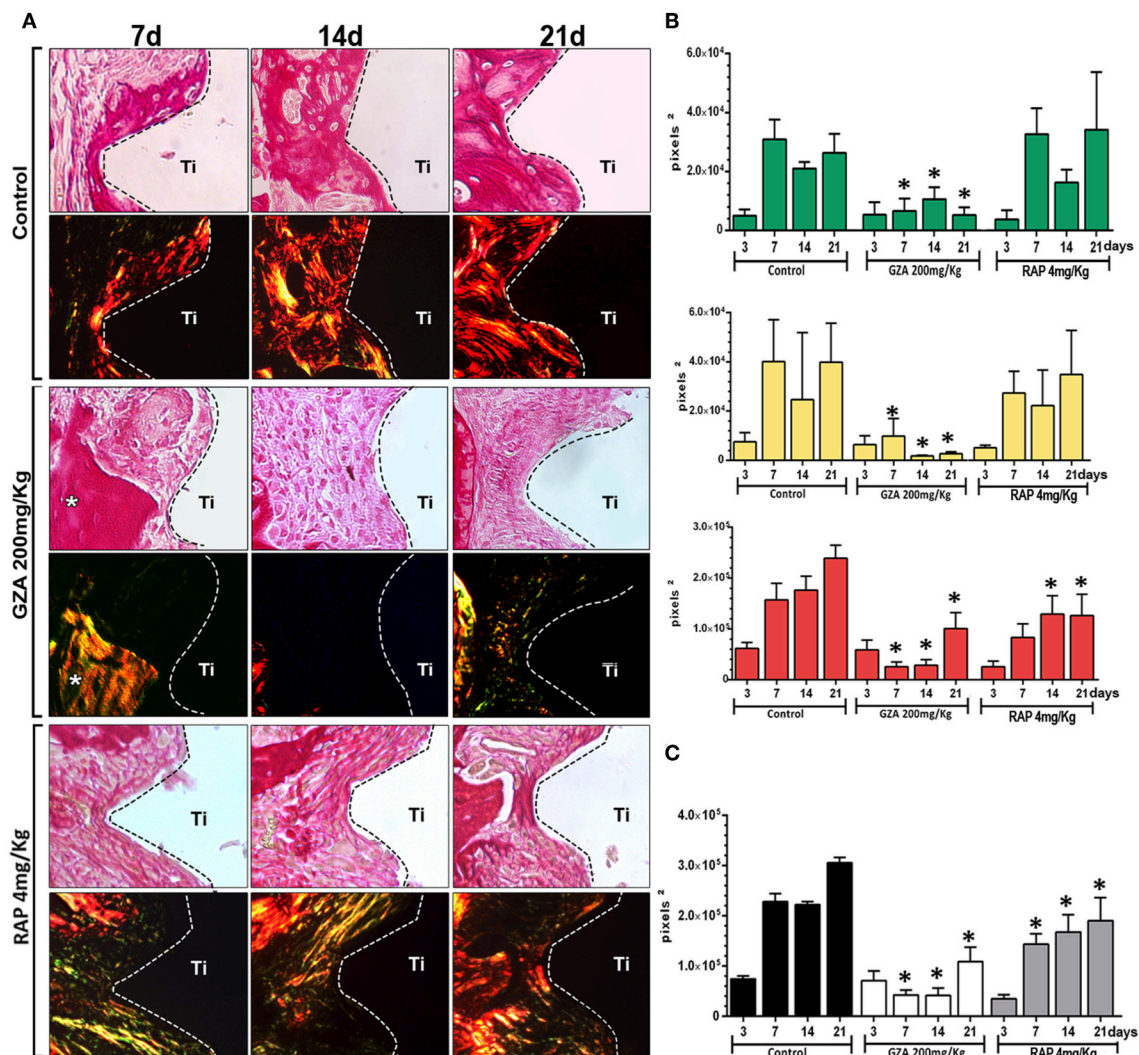 A
7d 14d 21d
Control
Ti Ti Ti
Ti Ti Ti
GZA 200mg/Kg
* Ti Ti Ti
* Ti Ti Ti
RAP 4mg/Kg
Ti Ti Ti
Ti Ti Ti
B
6.0×10⁴
4.0×10⁴
2.0×10⁴
0
pixels ²
* * * *
3 7 14 21 3 7 14 21 3 7 14 21 days
Control GZA 200mg/Kg RAP 4mg/Kg
6.0×10⁴
4.0×10⁴
2.0×10⁴
0
pixels ²
* * *
3 7 14 21 3 7 14 21 3 7 14 21 days
Control GZA 200mg/Kg RAP 4mg/Kg
3.0×10⁵
2.0×10⁵
1.0×10⁵
0
pixels ²
* * * * *
3 7 14 21 3 7 14 21 3 7 14 21 days
Control GZA 200mg/Kg RAP 4mg/Kg
C
4.0×10⁵
3.0×10⁵
2.0×10⁵
1.0×10⁵
0
pixels ²
* * * * * *
3 7 14 21 3 7 14 21 3 7 14 21 days
Control GZA 200mg/Kg RAP 4mg/Kg